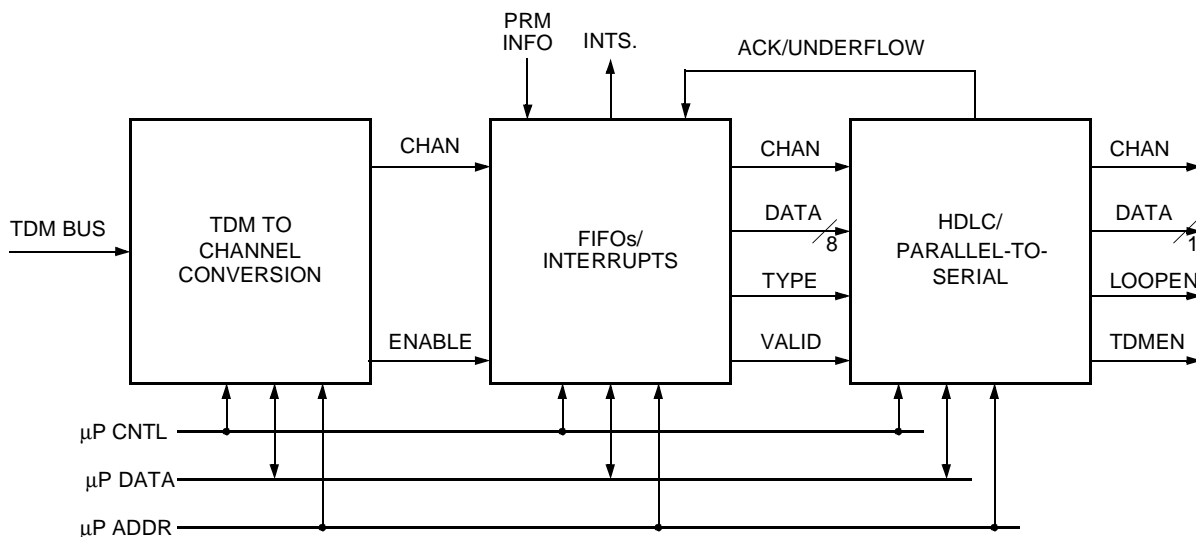 PRM
INFO
INTS.
ACK/UNDERFLOW
TDM BUS
TDM TO
CHANNEL
CONVERSION
CHAN
ENABLE
FIFOs/
INTERRUPTS
CHAN
DATA
8
TYPE
VALID
HDLC/
PARALLEL-TO-
SERIAL
CHAN
DATA
1
LOOPEN
TDMEN
μP CNTL
μP DATA
μP ADDR